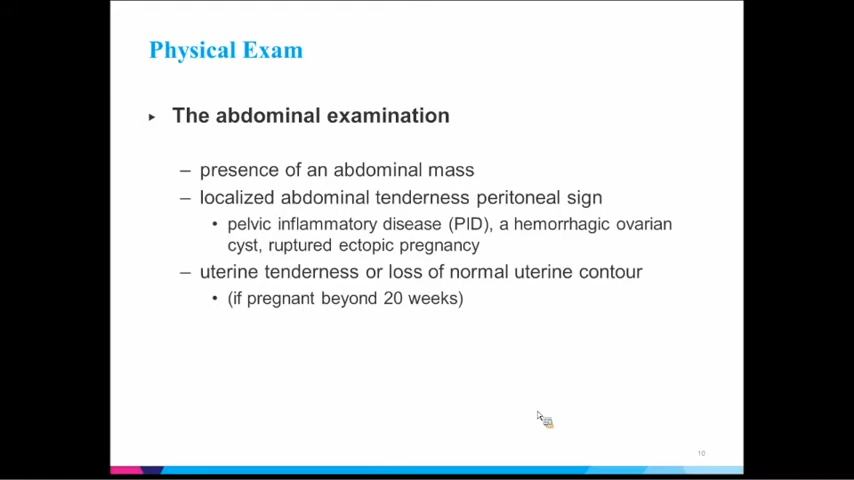 Physical Exam
▸ The abdominal examination
– presence of an abdominal mass
– localized abdominal tenderness peritoneal sign
• pelvic inflammatory disease (PID), a hemorrhagic ovarian
cyst, ruptured ectopic pregnancy
– uterine tenderness or loss of normal uterine contour
• (if pregnant beyond 20 weeks)
10